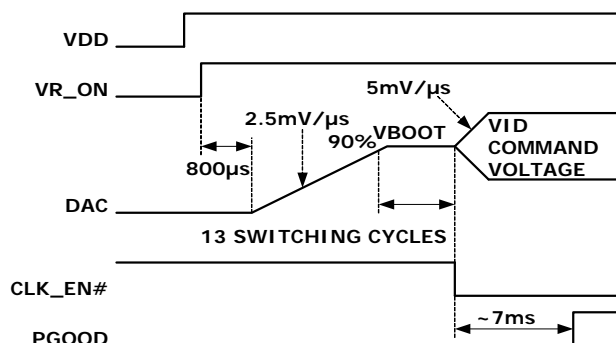 VDD
VR_ON
5mV/µs
2.5mV/µs
90%
VBOOT
VID
COMMAND
VOLTAGE
800µs
DAC
13 SWITCHING CYCLES
CLK_EN#
~7ms
PGOOD